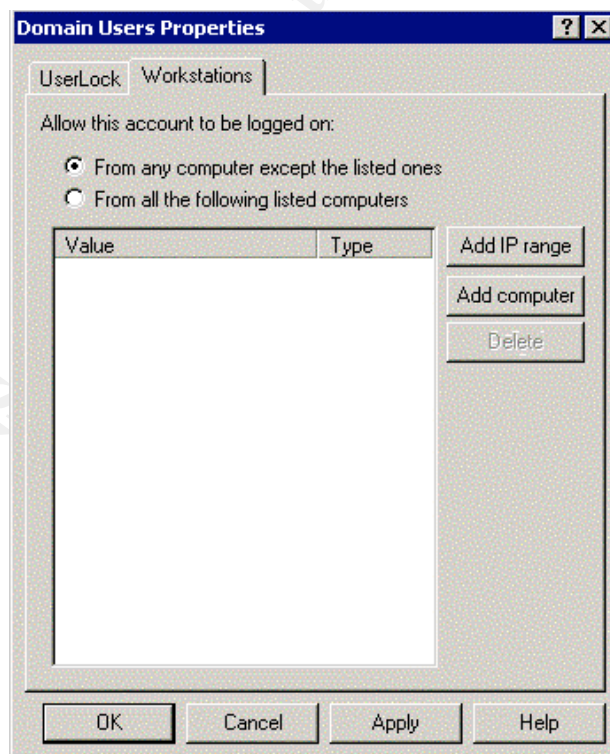 Domain Users Properties
UserLock Workstations
Allow this account to be logged on:
From any computer except the listed ones
From all the following listed computers
Value Type
Add IP range
Add computer
Delete
OK Cancel Apply Help